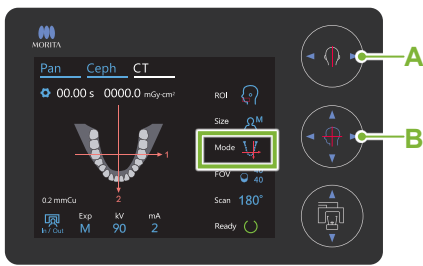 MORITA
Pan Ceph CT
00.00 s 0000.0 mGy·cm²
ROI
Size M
Mode
1
FOV 40
40
2
0.2 mmCu
Scan 180°
Exp kV mA
In / Out M 90 2
Ready
A
B